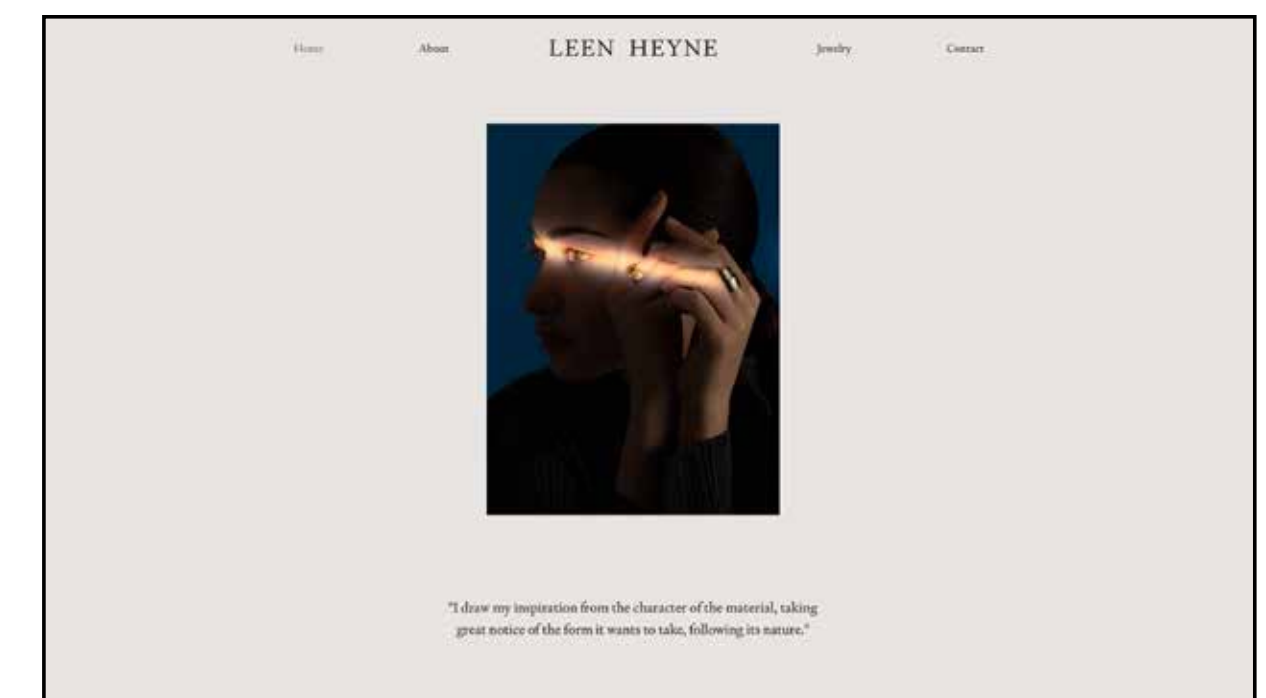 Home About LEEN HEYNE Jewelry Contact
"I draw my inspiration from the character of the material, taking
great notice of the form it wants to take, following its nature."